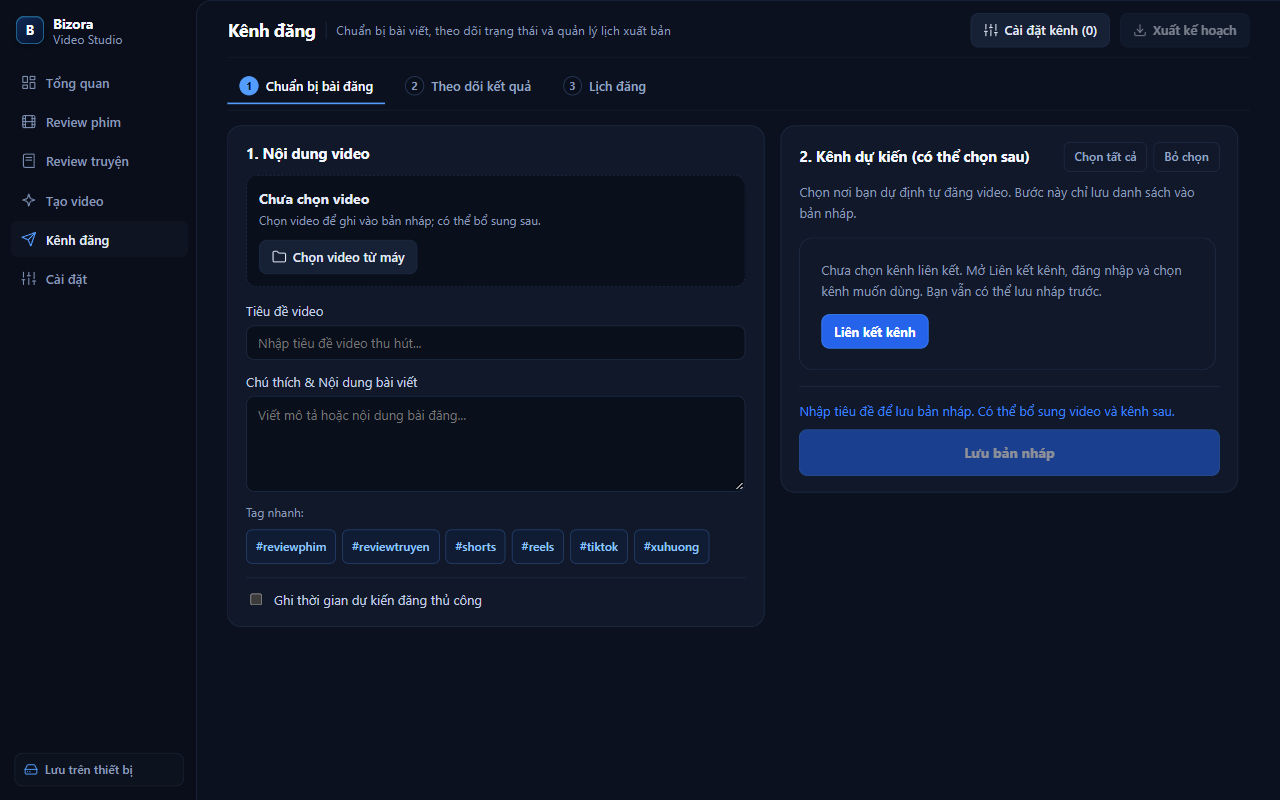 B
Bizora
Video Studio
Tổng quan
Review phim
Review truyện
Tạo video
Kênh đăng
Cài đặt
Lưu trên thiết bị
Kênh đăng
Chuẩn bị bài viết, theo dõi trạng thái và quản lý lịch xuất bản
Cài đặt kênh (0)
Xuất kế hoạch
1 Chuẩn bị bài đăng
2 Theo dõi kết quả
3 Lịch đăng
1. Nội dung video
Chưa chọn video
Chọn video để ghi vào bản nháp; có thể bổ sung sau.
Chọn video từ máy
Tiêu đề video
Nhập tiêu đề video thu hút...
Chú thích & Nội dung bài viết
Viết mô tả hoặc nội dung bài đăng...
Tag nhanh:
#reviewphim #reviewtruyen #shorts #reels #tiktok #xuhuong
Ghi thời gian dự kiến đăng thủ công
2. Kênh dự kiến (có thể chọn sau)
Chọn tất cả
Bỏ chọn
Chọn nơi bạn dự định tự đăng video. Bước này chỉ lưu danh sách vào
bản nháp.
Chưa chọn kênh liên kết. Mở Liên kết kênh, đăng nhập và chọn
kênh muốn dùng. Bạn vẫn có thể lưu nháp trước.
Liên kết kênh
Nhập tiêu đề để lưu bản nháp. Có thể bổ sung video và kênh sau.
Lưu bản nháp